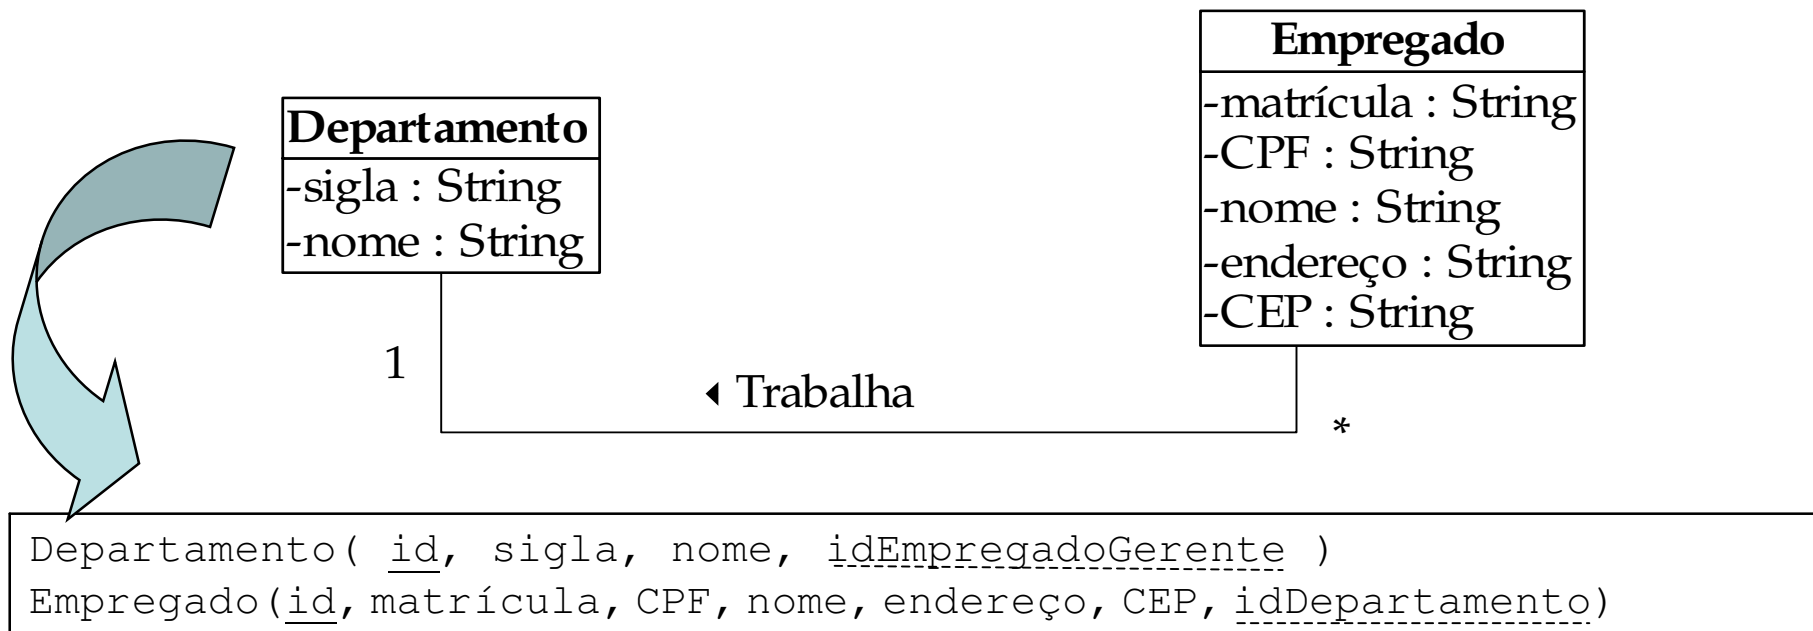 Departamento
-sigla : String
-nome : String
Empregado
-matrícula : String
-CPF : String
-nome : String
-endereço : String
-CEP : String
1
Trabalha
*
Departamento( id, sigla, nome, idEmpregadoGerente )
Empregado(id, matrícula, CPF, nome, endereço, CEP, idDepartamento)